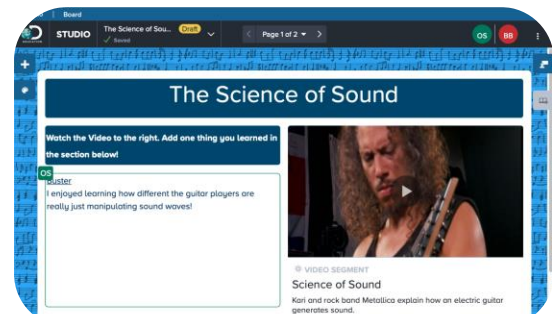 Board
STUDIO
The Science of Sou...
Draft
Saved
Page 1 of 2
OS
BB
The Science of Sound
Watch the Video to the right. Add one thing you learned in
the section below!
OS
Buster
I enjoyed learning how different the guitar players are
really just manipulating sound waves!
VIDEO SEGMENT
Science of Sound
Kari and rock band Metallica explain how an electric guitar
generates sound.